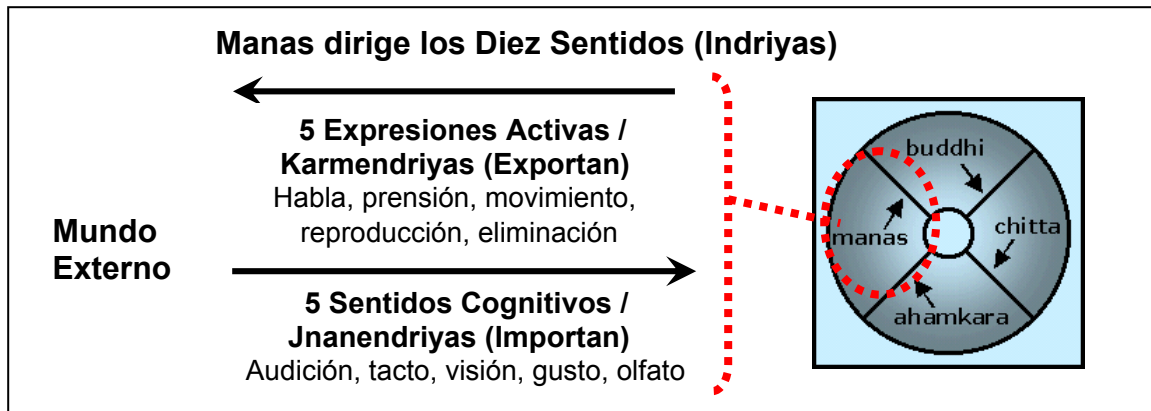 Manas dirige los Diez Sentidos (Indriyas)
5 Expresiones Activas /
Karmendriyas (Exportan)
Habla, prensión, movimiento,
reproducción, eliminación
Mundo
Externo
5 Sentidos Cognitivos /
Jnanendriyas (Importan)
Audición, tacto, visión, gusto, olfato
buddhi
manas
chitta
ahamkara